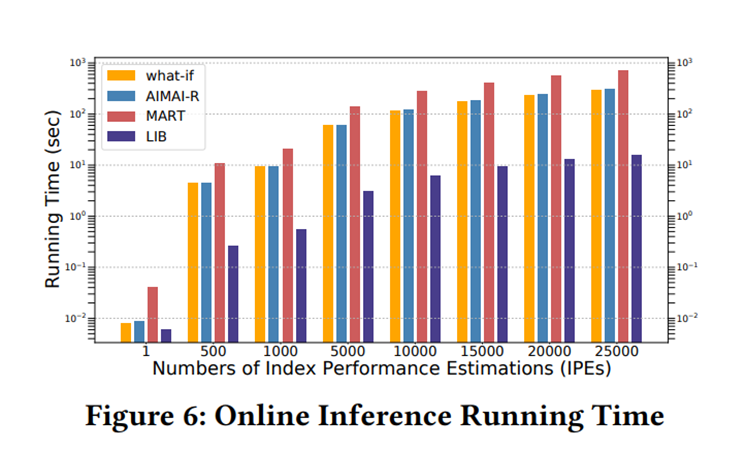 10³
10²
10¹
10⁰
10⁻¹
10⁻²
Running Time (sec)
what-if
AIMAI-R
MART
LIB
10³
10²
10¹
10⁰
10⁻¹
10⁻²
1 500 1000 5000 10000 15000 20000 25000
Numbers of Index Performance Estimations (IPEs)
Figure 6: Online Inference Running Time